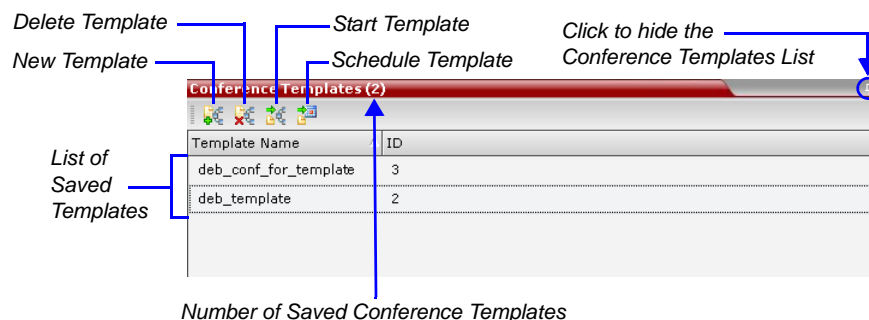 Delete Template
Start Template
Click to hide the
New Template
Schedule Template
Conference Templates List
Conference Templates (2)
Template Name
ID
List of
Saved
Templates
deb_conf_for_template 3
deb_template 2
Number of Saved Conference Templates